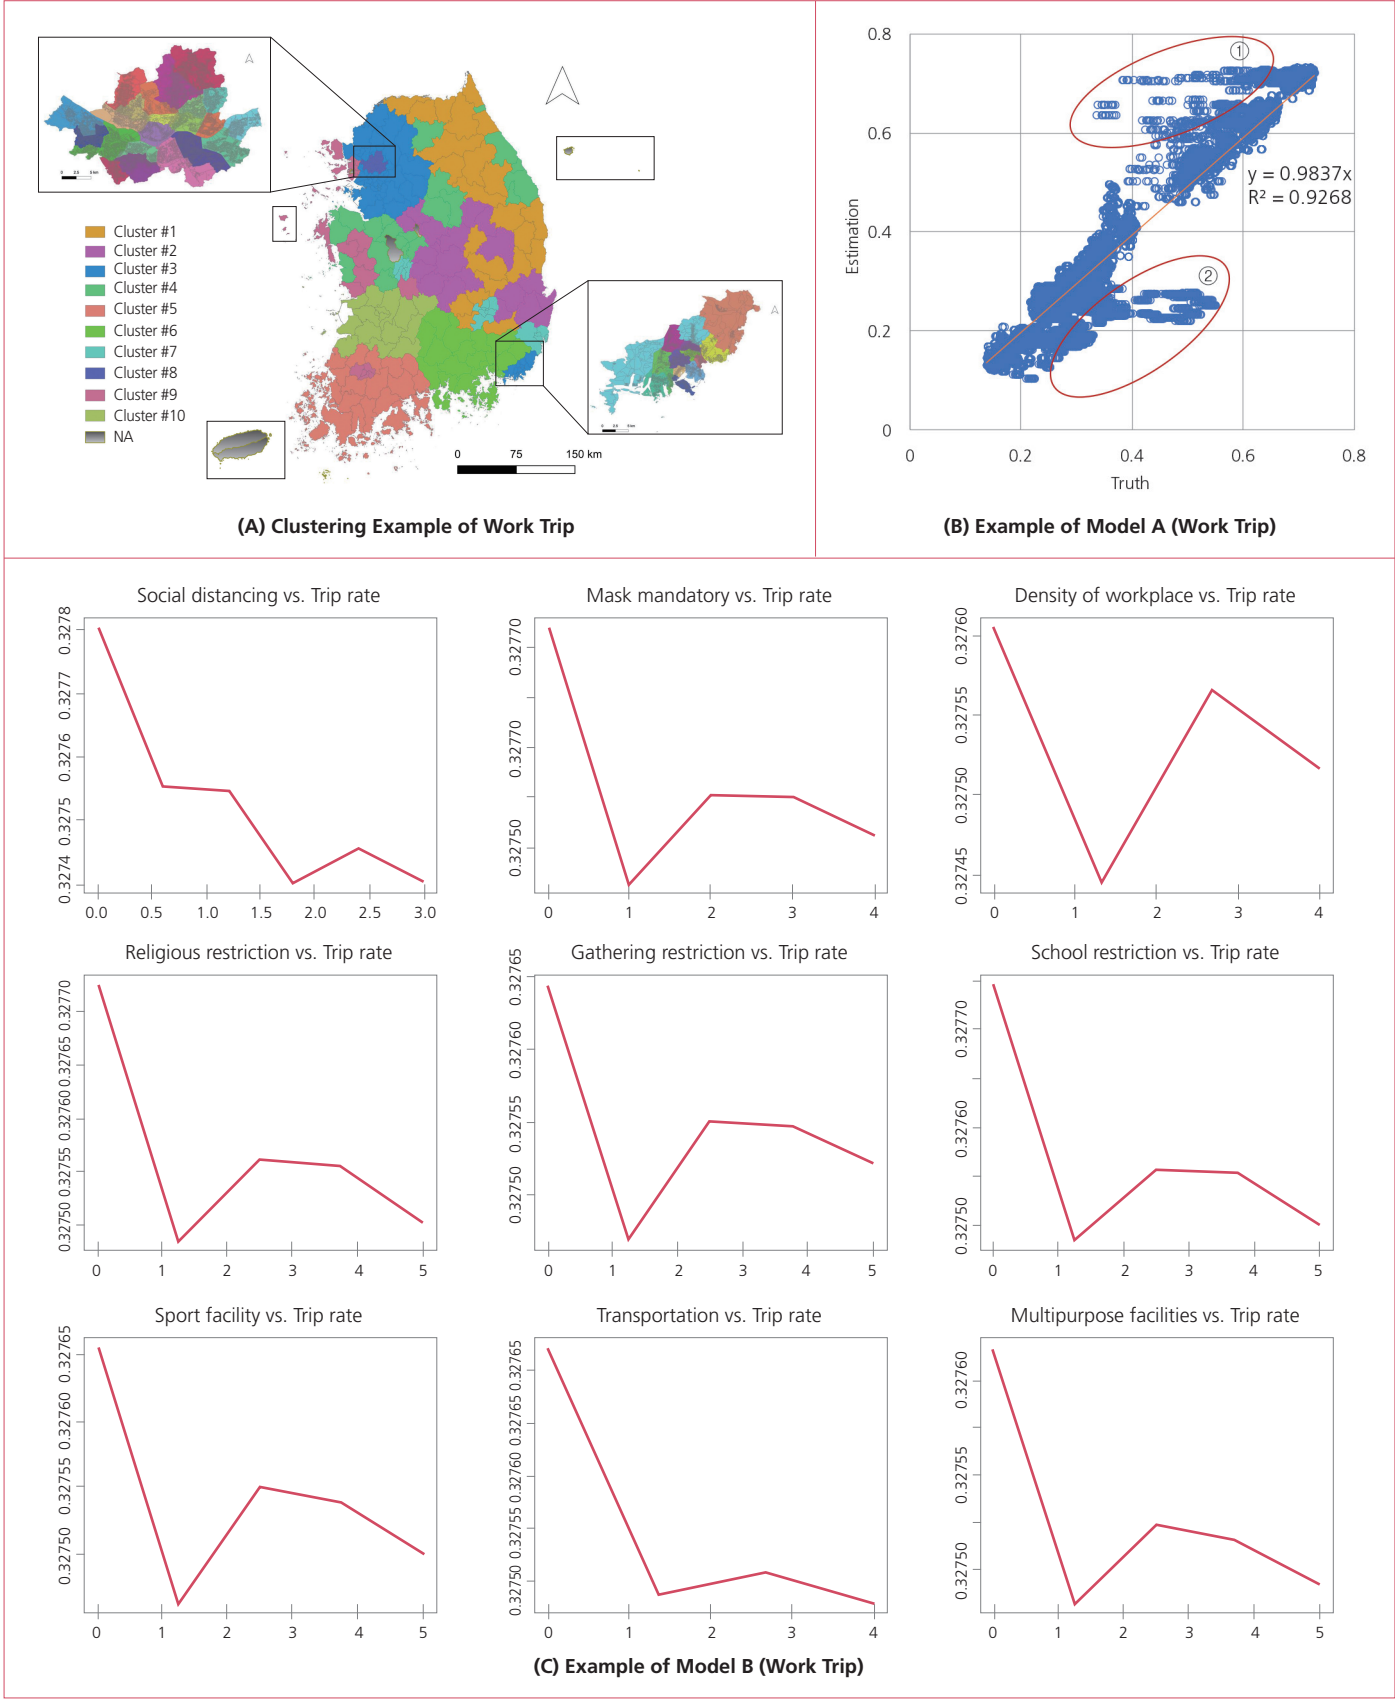 0 2.5 5 km
Cluster #1
Cluster #2
Cluster #3
Cluster #4
Cluster #5
Cluster #6
Cluster #7
Cluster #8
Cluster #9
Cluster #10
NA
0 2.5 5 km
0 75 150 km
(A) Clustering Example of Work Trip
0.8
0.6
0.4
0.2
0
Estimation
①
②
y = 0.9837x
R² = 0.9268
0 0.2 0.4 0.6 0.8
Truth
(B) Example of Model A (Work Trip)
Social distancing vs. Trip rate
0.3278
0.3277
0.3276
0.3275
0.3274
0.0 0.5 1.0 1.5 2.0 2.5 3.0
Mask mandatory vs. Trip rate
0.32770
0.32770
0.32750
0 1 2 3 4
Density of workplace vs. Trip rate
0.32760
0.32755
0.32750
0.32745
0 1 2 3 4
Religious restriction vs. Trip rate
0.32770
0.32765
0.32760
0.32755
0.32750
0 1 2 3 4 5
Gathering restriction vs. Trip rate
0.32765
0.32760
0.32755
0.32750
0 1 2 3 4 5
School restriction vs. Trip rate
0.32770
0.32760
0.32750
0 1 2 3 4 5
Sport facility vs. Trip rate
0.32765
0.32760
0.32755
0.32750
0 1 2 3 4 5
Transportation vs. Trip rate
0.32765
0.32765
0.32760
0.32755
0.32750
0 1 2 3 4
Multipurpose facilities vs. Trip rate
0.32760
0.32755
0.32750
0 1 2 3 4 5
(C) Example of Model B (Work Trip)